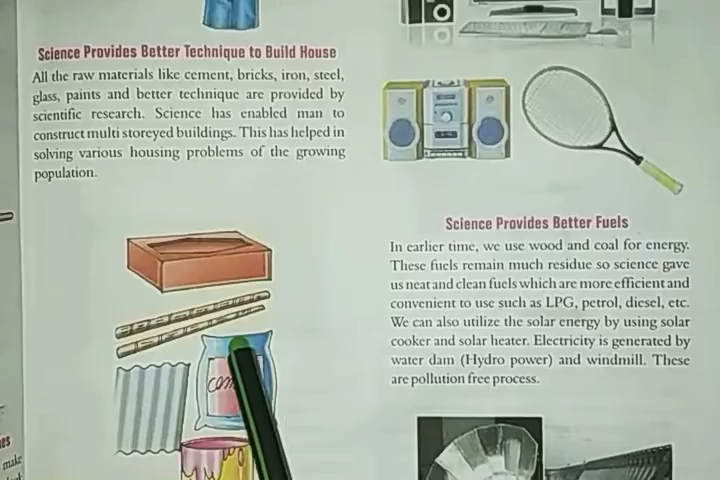 Science Provides Better Technique to Build House
All the raw materials like cement, bricks, iron, steel,
glass, paints and better technique are provided by
scientific research. Science has enabled man to
construct multi storeyed buildings. This has helped in
solving various housing problems of the growing
population.
cem
Science Provides Better Fuels
In earlier time, we use wood and coal for energy.
These fuels remain much residue so science gave
us neat and clean fuels which are more efficient and
convenient to use such as LPG, petrol, diesel, etc.
We can also utilize the solar energy by using solar
cooker and solar heater. Electricity is generated by
water dam (Hydro power) and windmill. These
are pollution free process.
make